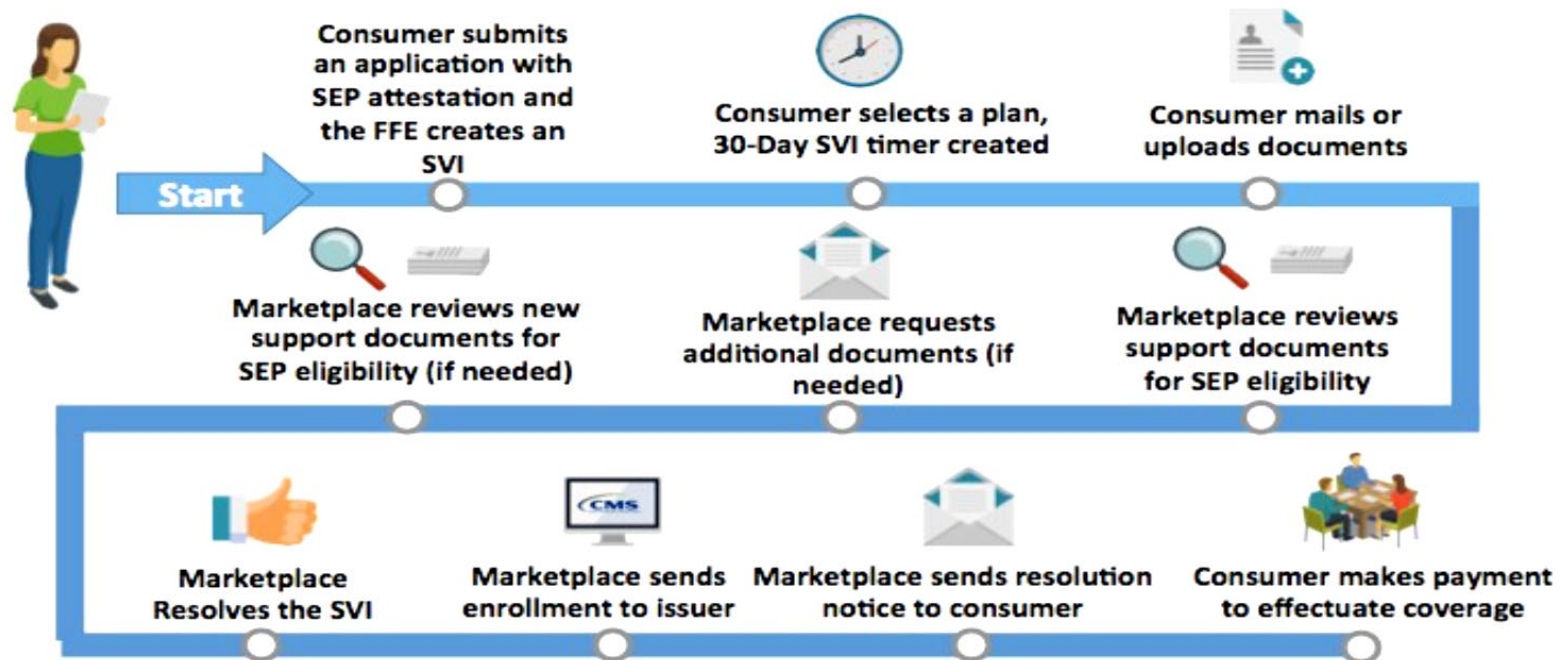 Consumer submits
an application with
SEP attestation and
the FFE creates an
SVI
Consumer selects a plan,
30-Day SVI timer created
Consumer mails or
uploads documents
Start
Marketplace reviews new
support documents for
SEP eligibility (if needed)
Marketplace requests
additional documents (if
needed)
Marketplace reviews
support documents
for SEP eligibility
CMS
Marketplace
Resolves the SVI
Marketplace sends
enrollment to issuer
Marketplace sends resolution
notice to consumer
Consumer makes payment
to effectuate coverage